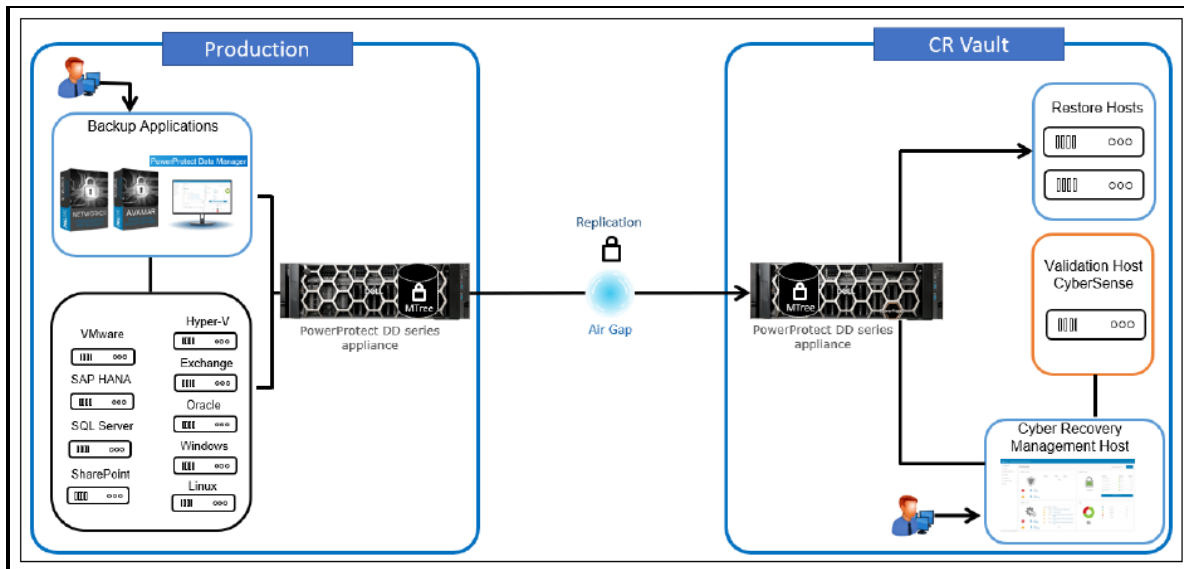 Production
CR Vault
Backup Applications
PowerProtect Data Manager
NETWORKER
AVAMAR
VMware
Hyper-V
SAP HANA
Exchange
SQL Server
Oracle
SharePoint
Windows
Linux
MTree
PowerProtect DD series
appliance
Replication
Air Gap
MTree
PowerProtect DD series
appliance
Restore Hosts
Validation Host
CyberSense
Cyber Recovery
Management Host